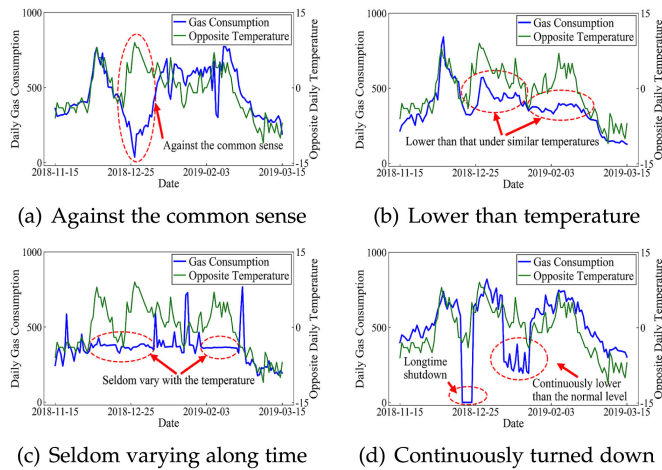 1000
500
0
15
0
-15
Daily Gas Consumption
Opposite Daily Temperature
Gas Consumption
Opposite Temperature
Against the common sense
2018-11-15 2018-12-25 2019-02-03 2019-03-15
Date
(a) Against the common sense
1000
500
0
15
0
-15
Daily Gas Consumption
Opposite Daily Temperature
Gas Consumption
Opposite Temperature
Lower than that under similar temperatures
2018-11-15 2018-12-25 2019-02-03 2019-03-15
Date
(b) Lower than temperature
1000
500
0
15
0
-15
Daily Gas Consumption
Opposite Daily Temperature
Gas Consumption
Opposite Temperature
Seldom vary with the temperature
2018-11-15 2018-12-25 2019-02-03 2019-03-15
Date
(c) Seldom varying along time
1000
500
0
15
0
-15
Daily Gas Consumption
Opposite Daily Temperature
Gas Consumption
Opposite Temperature
Longtime
shutdown
Continuously lower
than the normal level
2018-11-15 2018-12-25 2019-02-03 2019-03-15
Date
(d) Continuously turned down